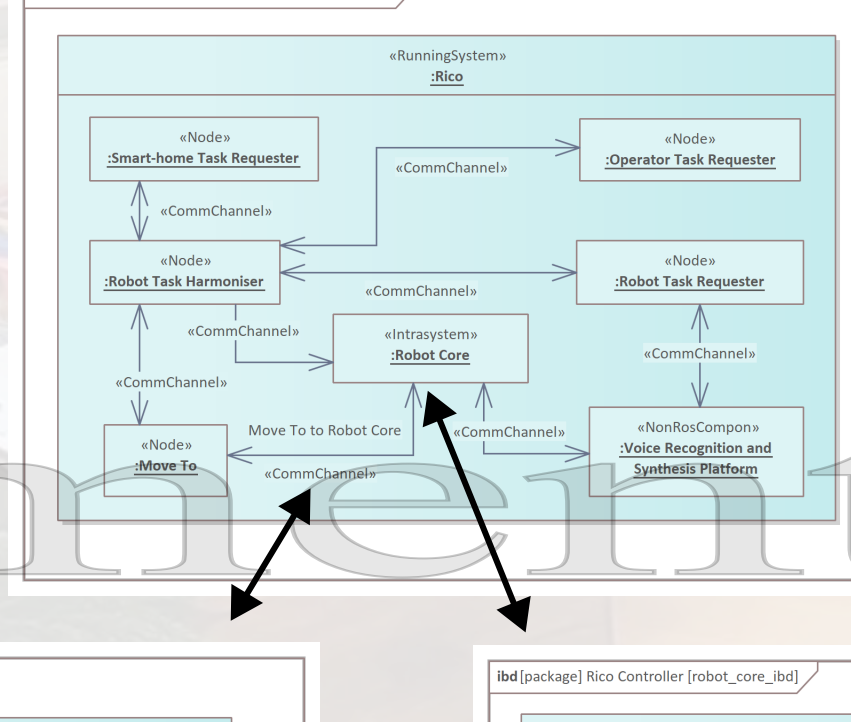 «RunningSystem»
:Rico
«Node»
:Smart-home Task Requester
«Node»
:Operator Task Requester
«CommChannel»
«CommChannel»
«Node»
:Robot Task Harmoniser
«Node»
:Robot Task Requester
«CommChannel»
«CommChannel»
«Intrasystem»
:Robot Core
«CommChannel»
«CommChannel»
«Node»
:Move To
Move To to Robot Core
«CommChannel»
«CommChannel»
«NonRosCompon»
:Voice Recognition and
Synthesis Platform
ibd [package] Rico Controller [robot_core_ibd]